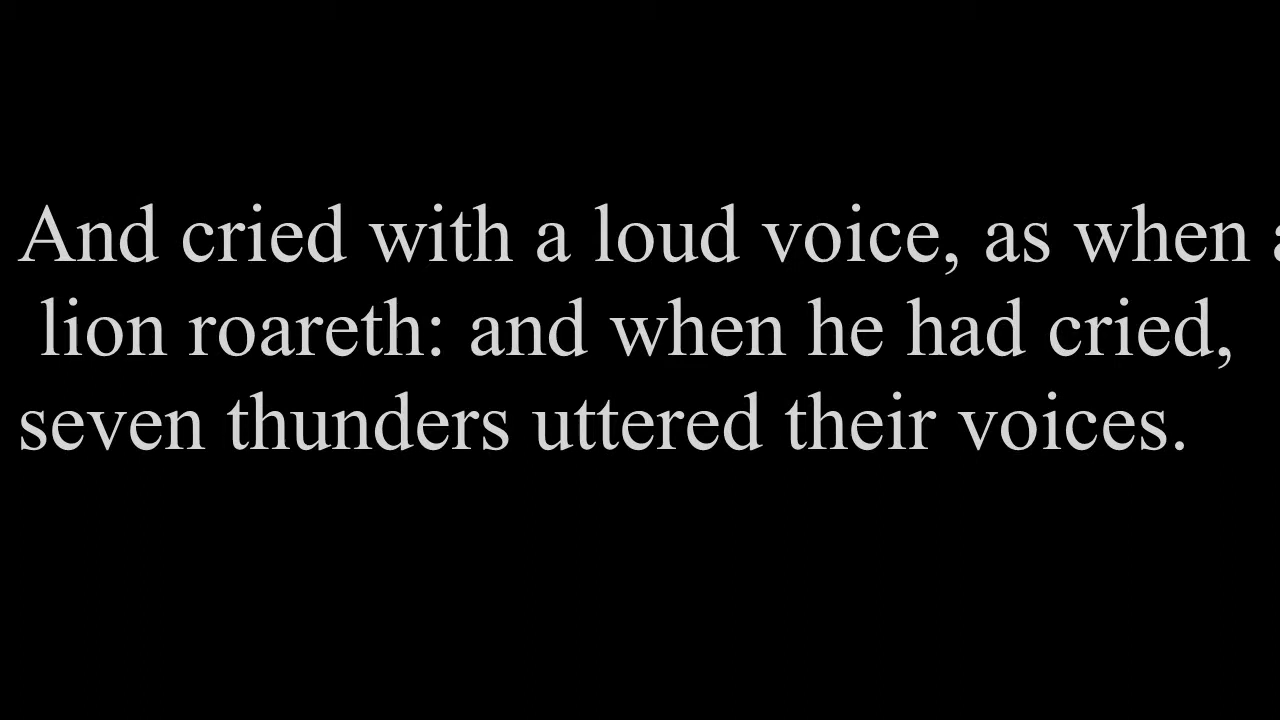 And cried with a loud voice, as when a
lion roareth: and when he had cried,
seven thunders uttered their voices.